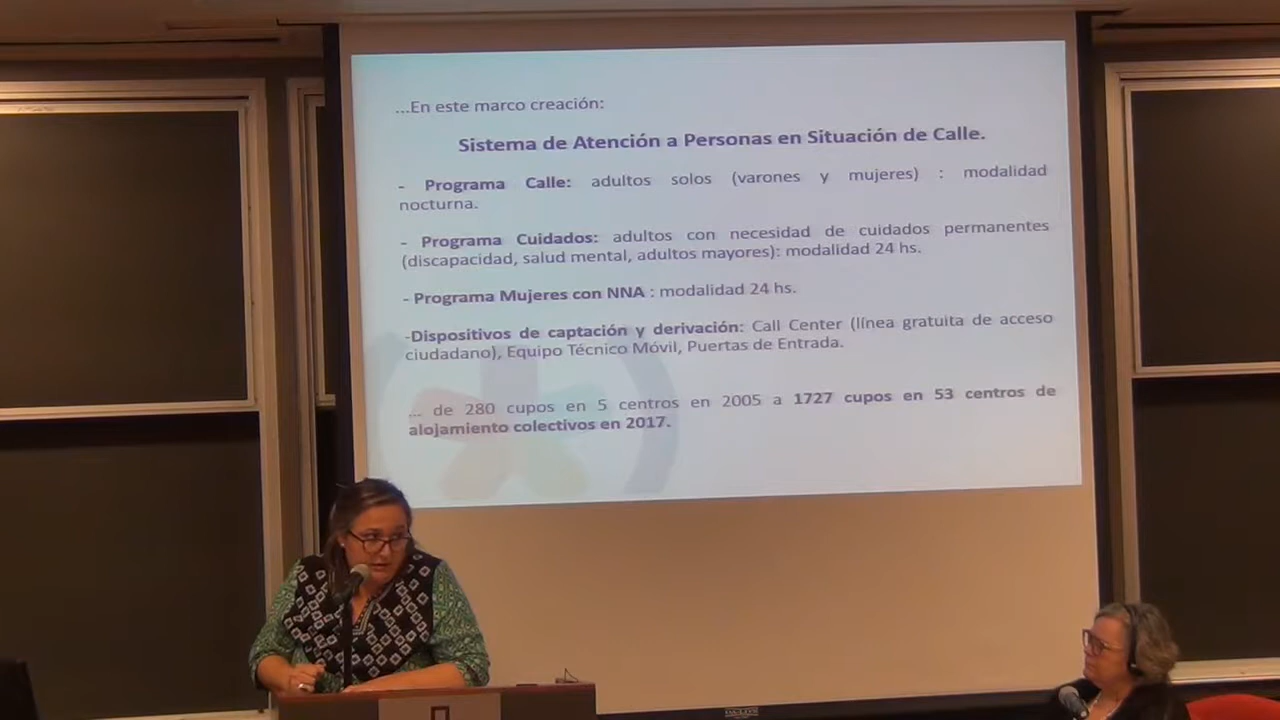 ...En este marco creación:
Sistema de Atención a Personas en Situación de Calle.
- Programa Calle: adultos solos (varones y mujeres) : modalidad
nocturna.
- Programa Cuidados: adultos con necesidad de cuidados permanentes
(discapacidad, salud mental, adultos mayores): modalidad 24 hs.
- Programa Mujeres con NNA : modalidad 24 hs.
-Dispositivos de captación y derivación: Call Center (línea gratuita de acceso
ciudadano), Equipo Técnico Móvil, Puertas de Entrada.
... de 280 cupos en 5 centros en 2005 a 1727 cupos en 53 centros de
alojamiento colectivos en 2017.